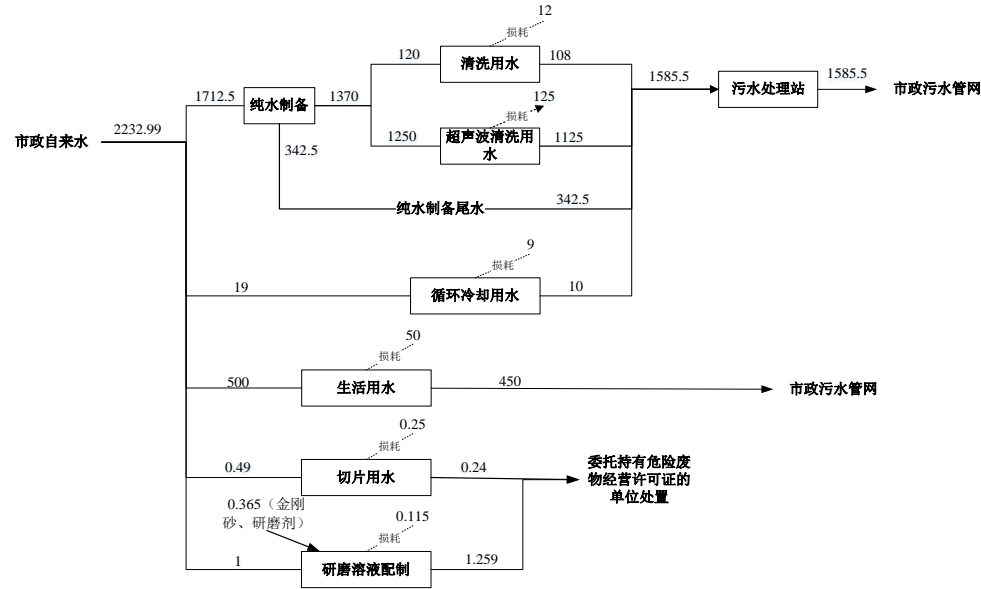 12
损耗
120
清洗用水
108
1585.5
污水处理站
1585.5
市政污水管网
1712.5
纯水制备
1370
125
损耗
1250
超声波清洗用
水
1125
市政自来水
2232.99
342.5
纯水制备尾水
342.5
9
损耗
19
循环冷却用水
10
50
损耗
500
生活用水
450
市政污水管网
0.25
损耗
0.49
切片用水
0.24
委托持有危险废
物经营许可证的
单位处置
0.365（金刚
砂、研磨剂）
0.115
损耗
1
研磨溶液配制
1.259